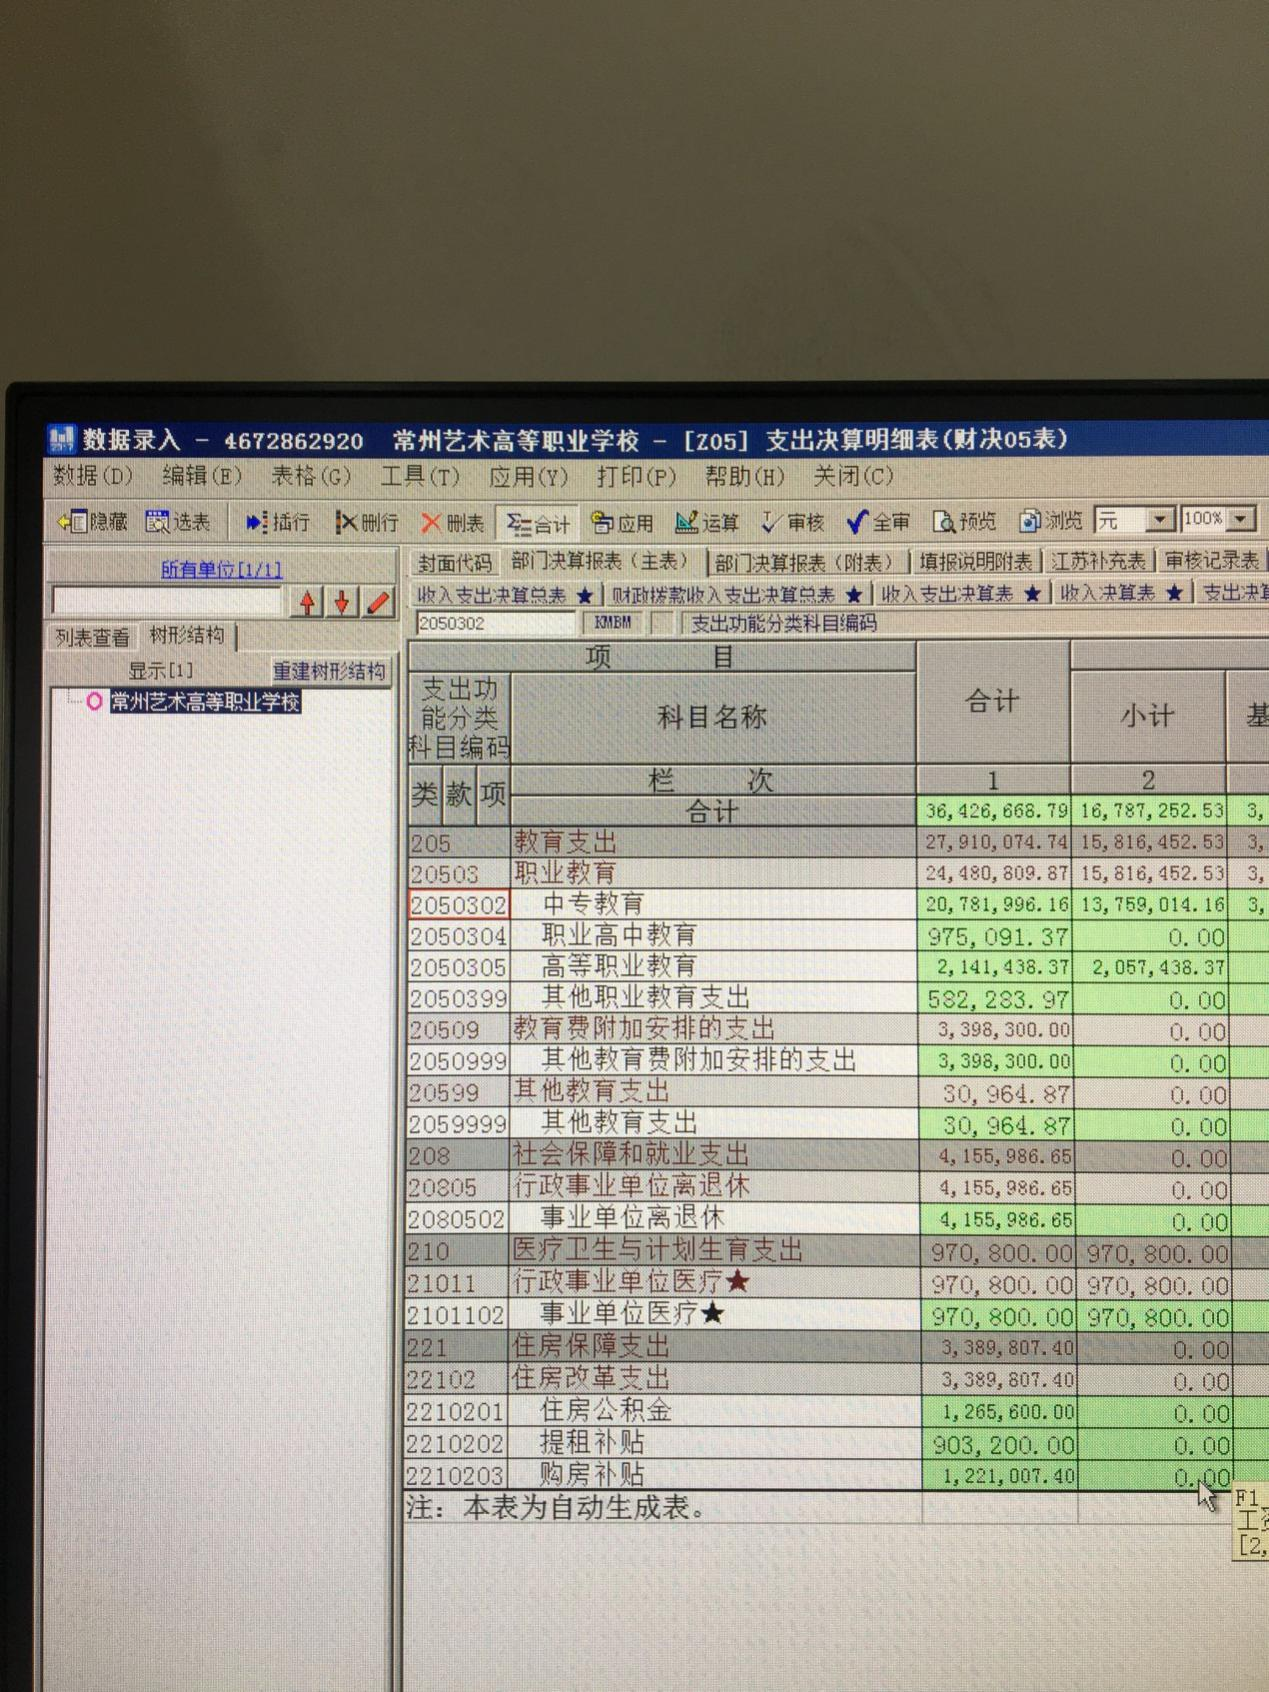 数据录入 - 4672862920 常州艺术高等职业学校 - [Z05] 支出决算明细表(财决05表)
数据(D) 编辑(E) 表格(G) 工具(T) 应用(Y) 打印(P) 帮助(H) 关闭(C)
隐藏 选表 插行 删行 删表 合计 应用 运算 审核 全审 预览 浏览 元 100%
所有单位[1/1]
封面代码 部门决算报表（主表） 部门决算报表（附表） 填报说明附表 江苏补充表 审核记录表
收入支出决算总表 ★ 财政拨款收入支出决算总表 ★ 收入支出决算表 ★ 收入决算表 ★ 支出决算
列表查看 树形结构
2050302 KMBM 支出功能分类科目编码
显示[1] 重建树形结构
常州艺术高等职业学校
项 目
支出功能分类科目编码 科目名称 合计 小计 基
类 款 项 栏 次 1 2
合计 36,426,668.79 16,787,252.53 3,
205 教育支出 27,910,074.74 15,816,452.53 3,
20503 职业教育 24,480,809.87 15,816,452.53 3,
2050302 中专教育 20,781,996.16 13,759,014.16 3,
2050304 职业高中教育 975,091.37 0.00
2050305 高等职业教育 2,141,438.37 2,057,438.37
2050399 其他职业教育支出 582,283.97 0.00
20509 教育费附加安排的支出 3,398,300.00 0.00
2050999 其他教育费附加安排的支出 3,398,300.00 0.00
20599 其他教育支出 30,964.87 0.00
2059999 其他教育支出 30,964.87 0.00
208 社会保障和就业支出 4,155,986.65 0.00
20805 行政事业单位离退休 4,155,986.65 0.00
2080502 事业单位离退休 4,155,986.65 0.00
210 医疗卫生与计划生育支出 970,800.00 970,800.00
21011 行政事业单位医疗★ 970,800.00 970,800.00
2101102 事业单位医疗★ 970,800.00 970,800.00
221 住房保障支出 3,389,807.40 0.00
22102 住房改革支出 3,389,807.40 0.00
2210201 住房公积金 1,265,600.00 0.00
2210202 提租补贴 903,200.00 0.00
2210203 购房补贴 1,221,007.40 0.00
注：本表为自动生成表。
F1
工资
[2,